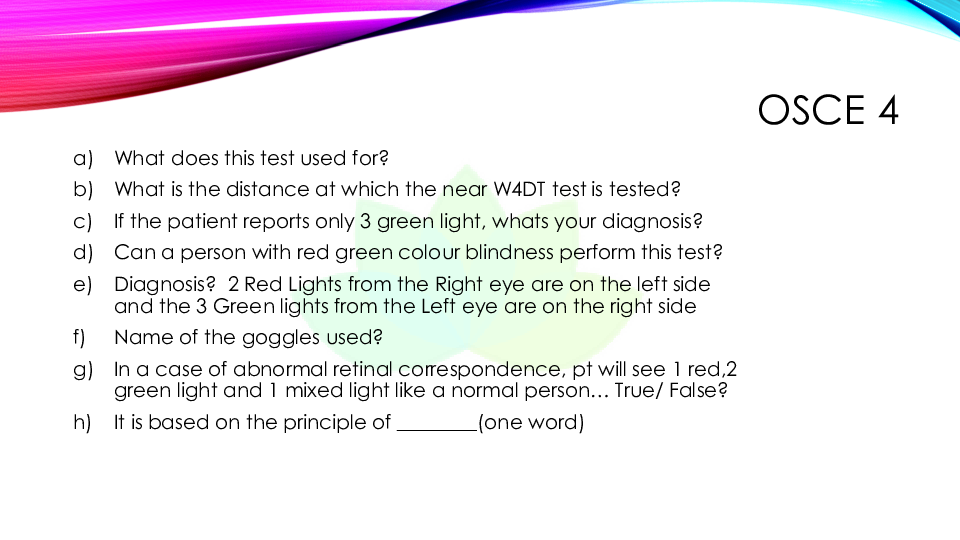 OSCE 4
a) What does this test used for?
b) What is the distance at which the near W4DT test is tested?
c) If the patient reports only 3 green light, whats your diagnosis?
d) Can a person with red green colour blindness perform this test?
e) Diagnosis? 2 Red Lights from the Right eye are on the left side
and the 3 Green lights from the Left eye are on the right side
f) Name of the goggles used?
g) In a case of abnormal retinal correspondence, pt will see 1 red,2
green light and 1 mixed light like a normal person… True/ False?
h) It is based on the principle of ________(one word)